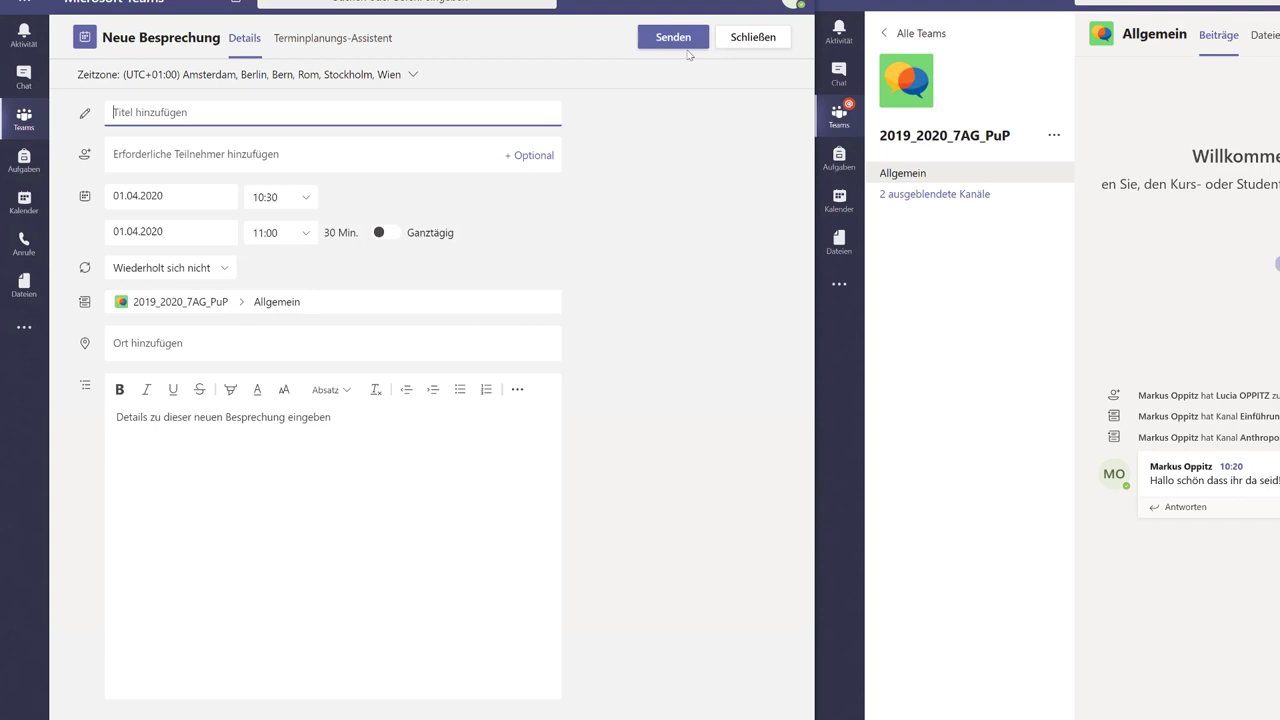 Microsoft Teams
Neue Besprechung
Details
Terminplanungs-Assistent
Senden
Schließen
Zeitzone: (UTC+01:00) Amsterdam, Berlin, Bern, Rom, Stockholm, Wien
Titel hinzufügen
Erforderliche Teilnehmer hinzufügen
+ Optional
01.04.2020
10:30
01.04.2020
11:00
30 Min.
Ganztägig
Wiederholt sich nicht
2019_2020_7AG_PuP > Allgemein
Ort hinzufügen
B I U S A AA Absatz
Details zu dieser neuen Besprechung eingeben
Aktivität
Chat
Teams
Aufgaben
Kalender
Anrufe
Dateien
Aktivität
Chat
Teams
Aufgaben
Kalender
Dateien
Alle Teams
2019_2020_7AG_PuP
Allgemein
2 ausgeblendete Kanäle
Allgemein
Beiträge
Dateie
Willkomme
en Sie, den Kurs- oder Student
Markus Oppitz hat Lucia OPPITZ zu
Markus Oppitz hat Kanal Einführun
Markus Oppitz hat Kanal Anthropo
MO
Markus Oppitz 10:20
Hallo schön dass ihr da seid!
Antworten